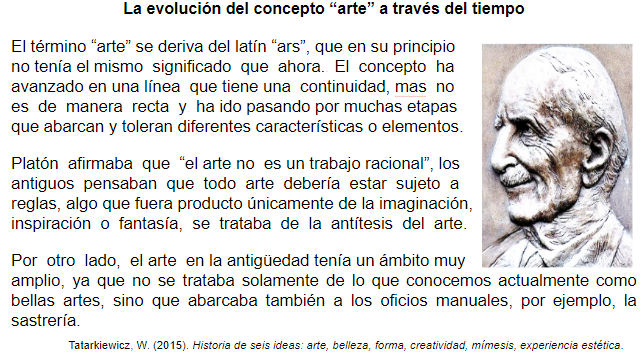 La evolución del concepto “arte” a través del tiempo
El término “arte” se deriva del latín “ars”, que en su principio
no tenía el mismo significado que ahora. El concepto ha
avanzado en una línea que tiene una continuidad, mas no
es de manera recta y ha ido pasando por muchas etapas
que abarcan y toleran diferentes características o elementos.
Platón afirmaba que “el arte no es un trabajo racional”, los
antiguos pensaban que todo arte debería estar sujeto a
reglas, algo que fuera producto únicamente de la imaginación,
inspiración o fantasía, se trataba de la antítesis del arte.
Por otro lado, el arte en la antigüedad tenía un ámbito muy
amplio, ya que no se trataba solamente de lo que conocemos actualmente como
bellas artes, sino que abarcaba también a los oficios manuales, por ejemplo, la
sastrería.
Tatarkiewicz, W. (2015). Historia de seis ideas: arte, belleza, forma, creatividad, mímesis, experiencia estética.